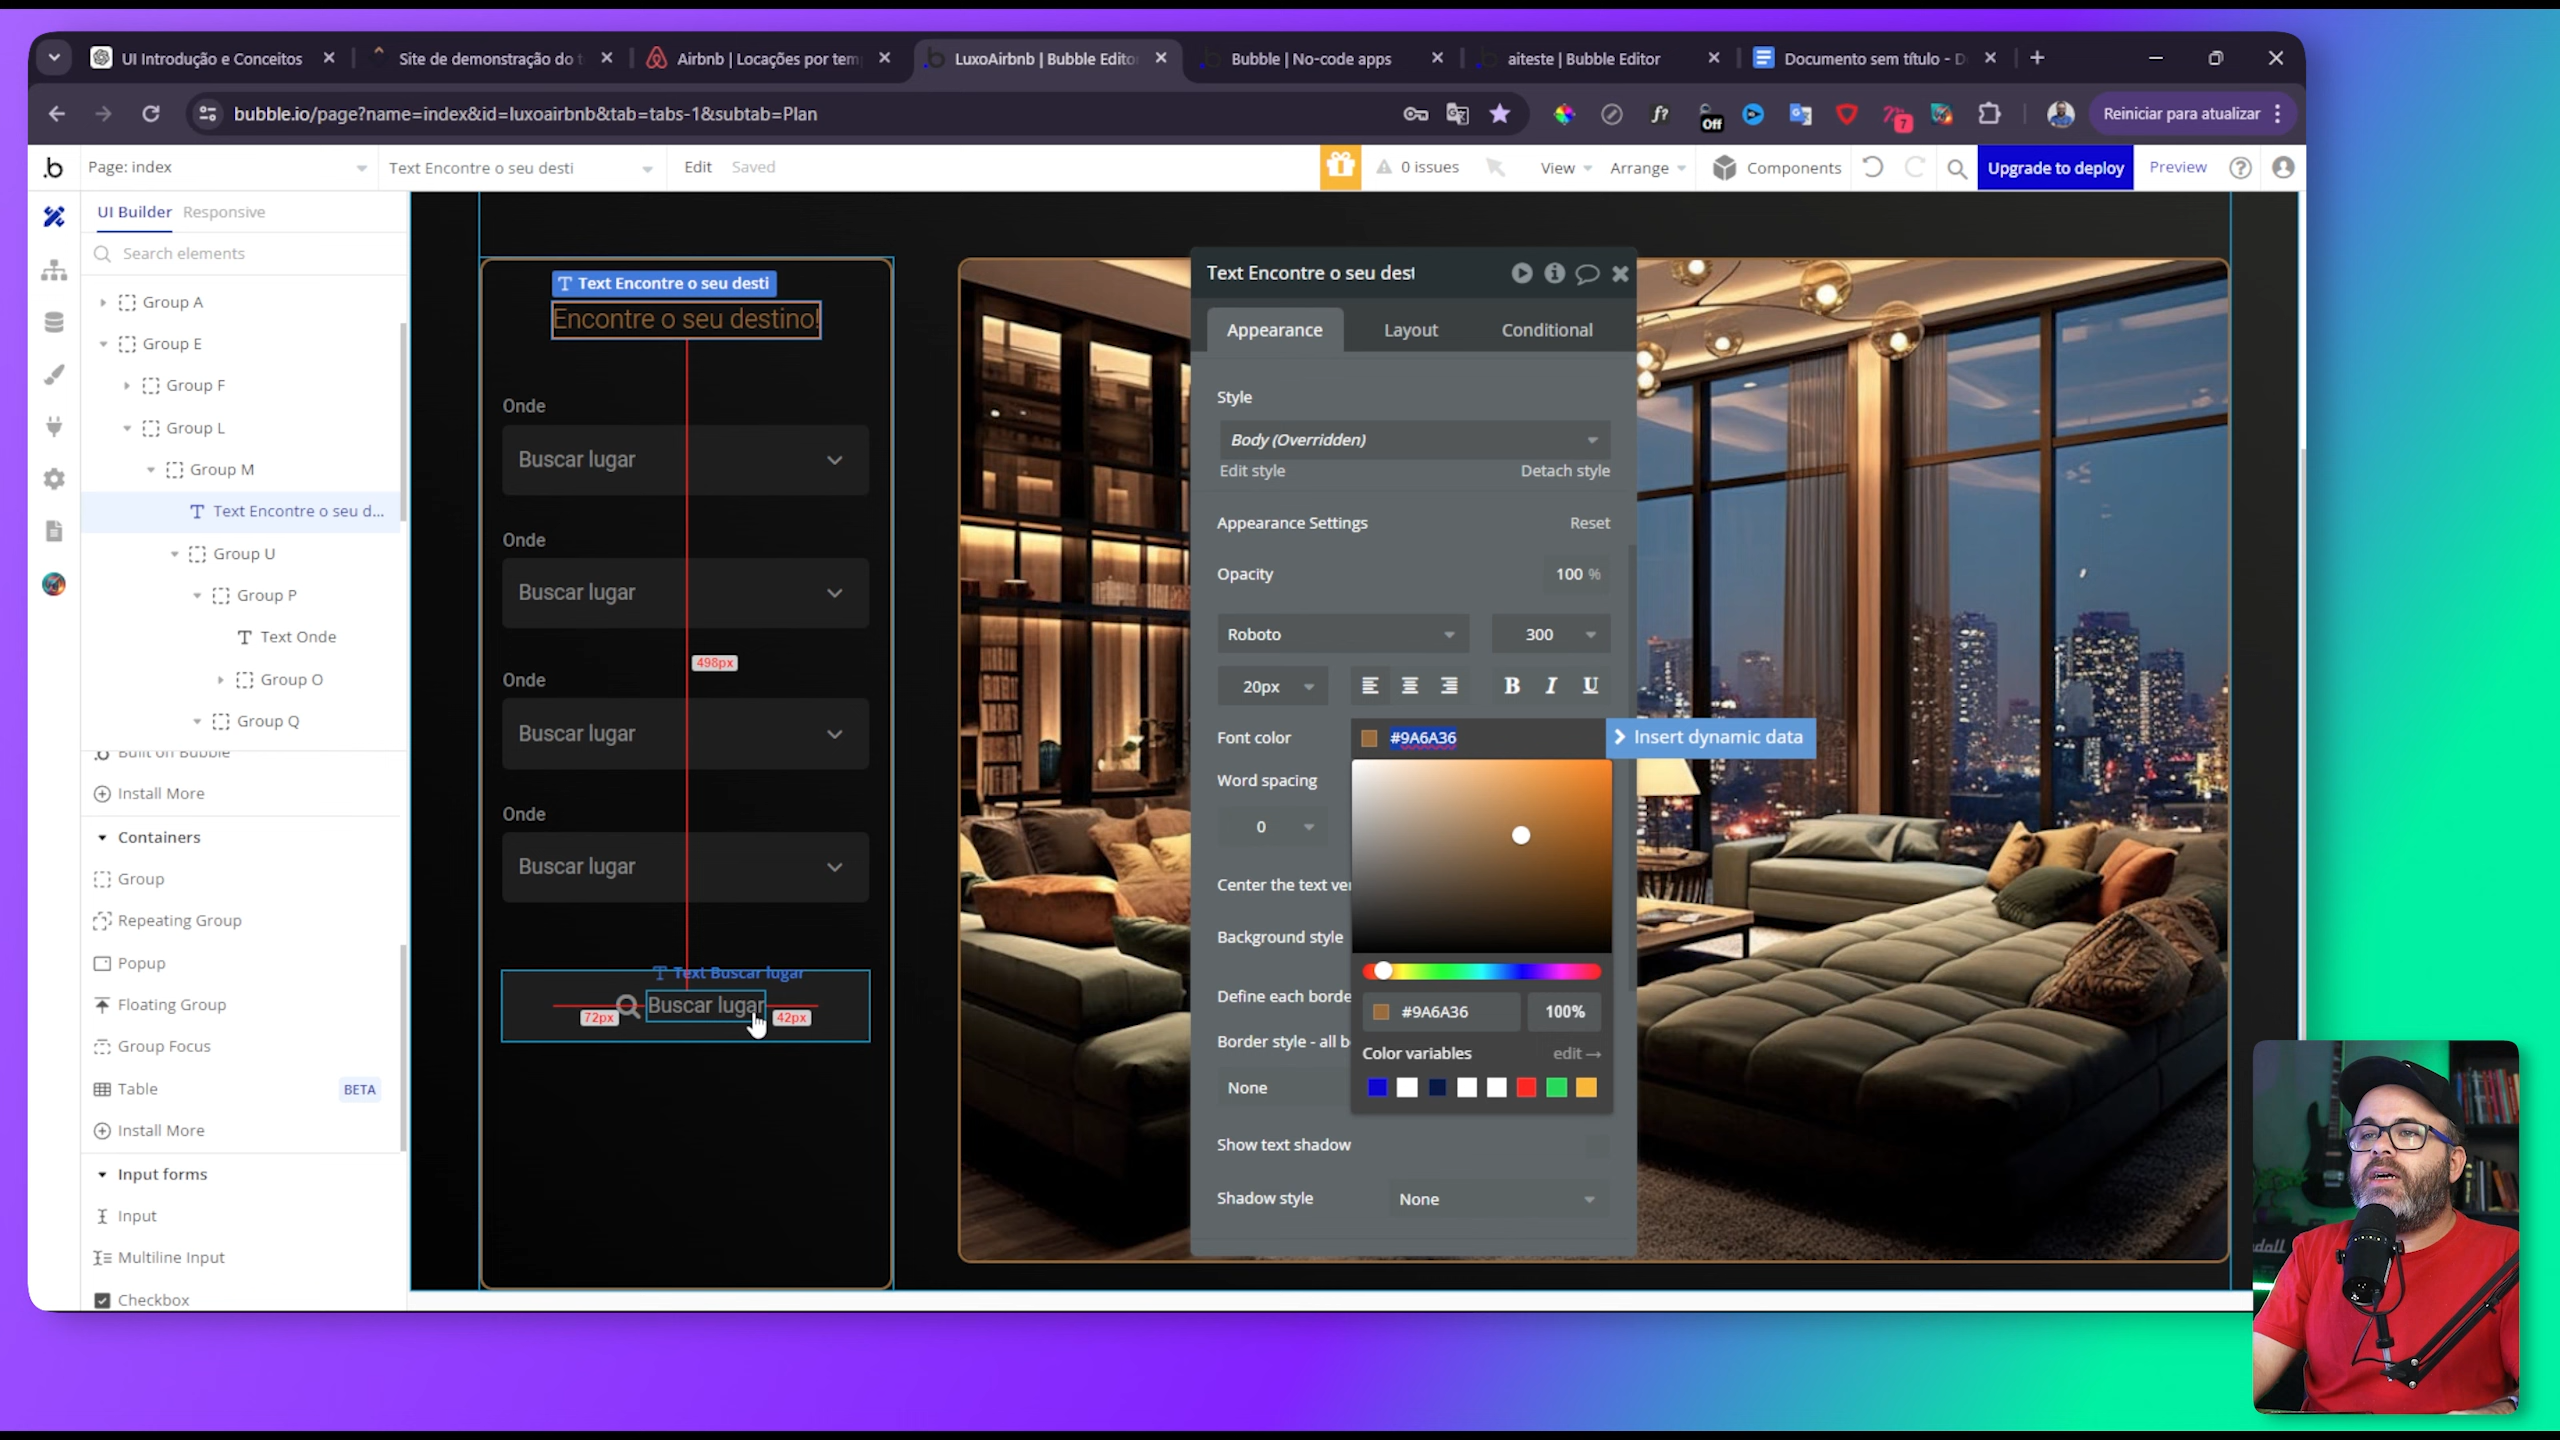 UI Introdução e Conceitos
Site de demonstração do
Airbnb | Locações por tem
LuxoAirbnb | Bubble Edito
Bubble | No-code apps
aiteste | Bubble Editor
Documento sem título - D
bubble.io/page?name=index&id=luxoairbnb&tab=tabs-1&subtab=Plan
Off
7
Reiniciar para atualizar
Page: index
Text Encontre o seu desti
Edit
Saved
0 issues
View
Arrange
Components
Upgrade to deploy
Preview
UI Builder
Responsive
Search elements
Group A
Group E
Group F
Group L
Group M
Text Encontre o seu d...
Group U
Group P
Text Onde
Group O
Group Q
Built on Bubble
Install More
Containers
Group
Repeating Group
Popup
Floating Group
Group Focus
Table
BETA
Install More
Input forms
Input
Multiline Input
Checkbox
Text Encontre o seu desti
Encontre o seu destino!
Onde
Buscar lugar
Onde
Buscar lugar
498px
Onde
Buscar lugar
Onde
Buscar lugar
Text Buscar lugar
Buscar lugar
72px
42px
Text Encontre o seu dest
Appearance
Layout
Conditional
Style
Body (Overridden)
Edit style
Detach style
Appearance Settings
Reset
Opacity
100 %
Roboto
300
20px
B
I
U
Font color
#9A6A36
Insert dynamic data
Word spacing
0
Center the text ver
Background style
Define each borde
#9A6A36
100%
Border style - all b
Color variables
edit →
None
Show text shadow
Shadow style
None